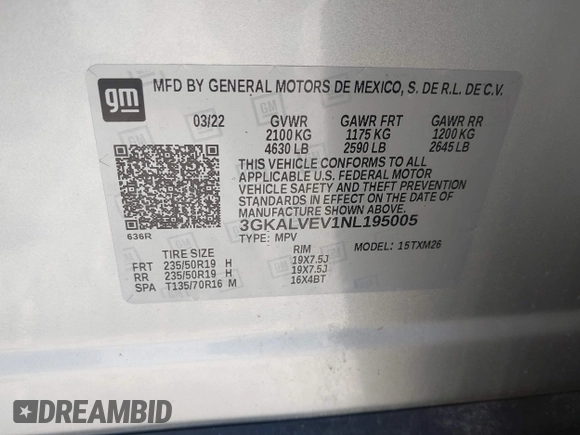 gm
MFD BY GENERAL MOTORS DE MEXICO, S. DE R.L. DE C.V.
03/22 GVWR GAWR FRT GAWR RR
2100 KG 1175 KG 1200 KG
4630 LB 2590 LB 2645 LB
THIS VEHICLE CONFORMS TO ALL
APPLICABLE U.S. FEDERAL MOTOR
VEHICLE SAFETY AND THEFT PREVENTION
STANDARDS IN EFFECT ON THE DATE OF
MANUFACTURE SHOWN ABOVE.
3GKALVEV1NL195005
636R
TYPE: MPV MODEL: 15TXM26
TIRE SIZE RIM
FRT 235/50R19 H 19X7.5J
RR 235/50R19 H 19X7.5J
SPA T135/70R16 M 16X4BT
DREAMBID